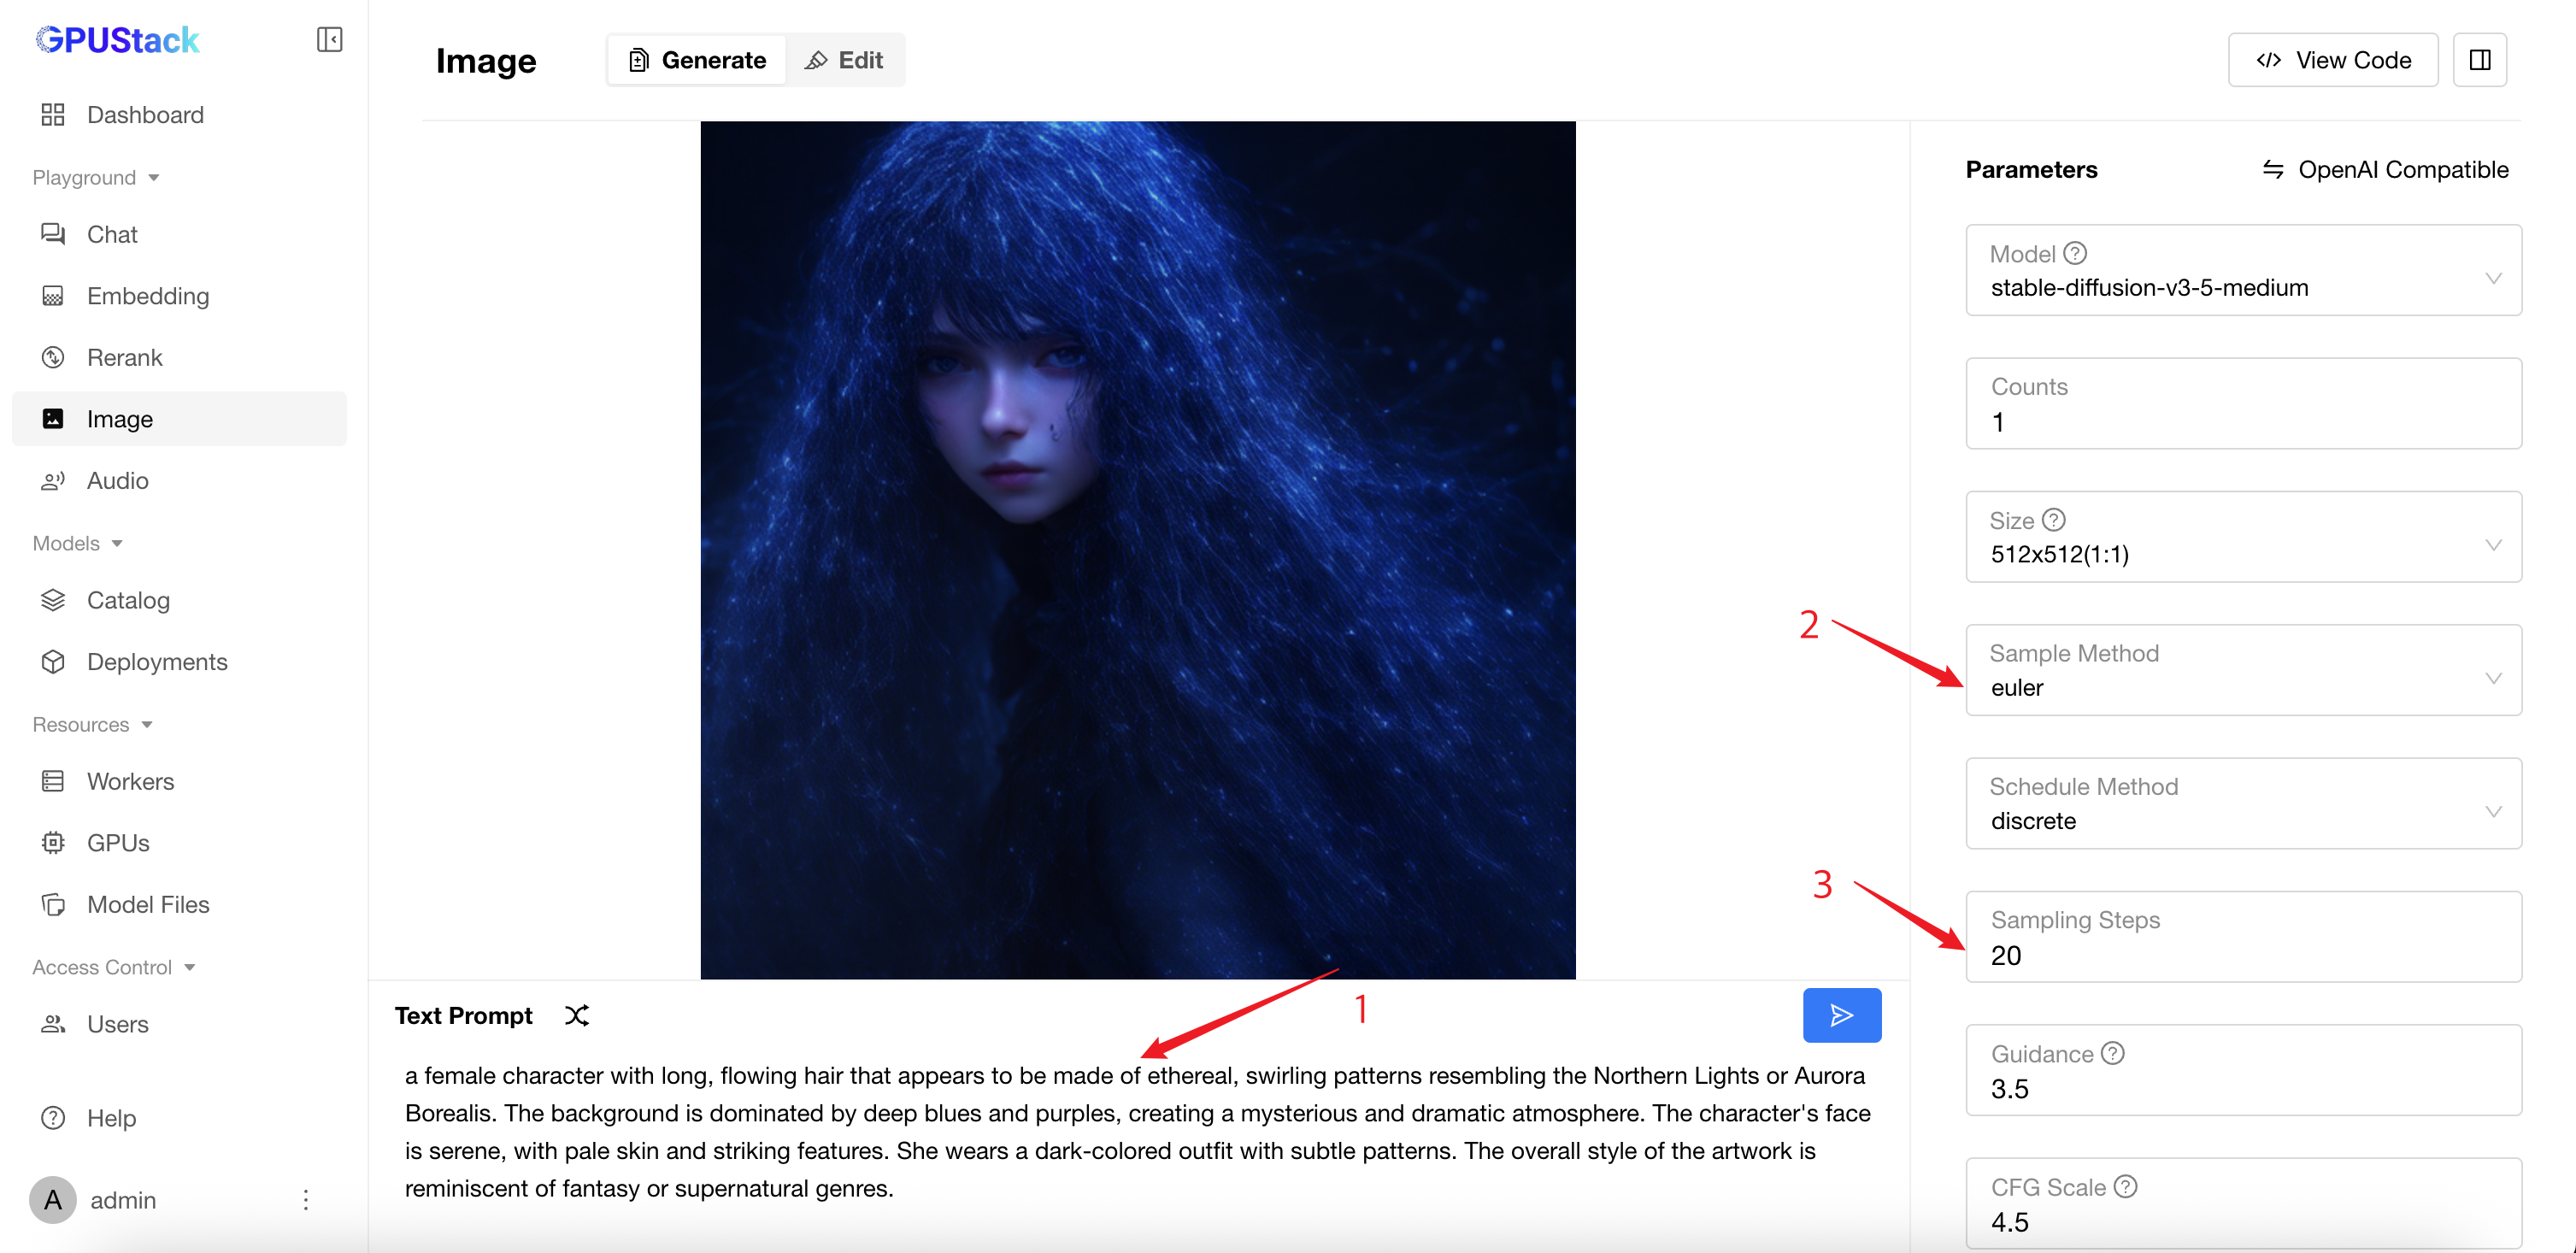 GPUStack
Dashboard
Playground
Chat
Embedding
Rerank
Image
Audio
Models
Catalog
Deployments
Resources
Workers
GPUs
Model Files
Access Control
Users
Help
A admin
Image
Generate
Edit
View Code
Parameters
OpenAI Compatible
Model
stable-diffusion-v3-5-medium
Counts
1
Size
512x512(1:1)
2
Sample Method
euler
Schedule Method
discrete
3
Sampling Steps
20
Guidance
3.5
CFG Scale
4.5
Text Prompt
1
a female character with long, flowing hair that appears to be made of ethereal, swirling patterns resembling the Northern Lights or Aurora
Borealis. The background is dominated by deep blues and purples, creating a mysterious and dramatic atmosphere. The character's face
is serene, with pale skin and striking features. She wears a dark-colored outfit with subtle patterns. The overall style of the artwork is
reminiscent of fantasy or supernatural genres.